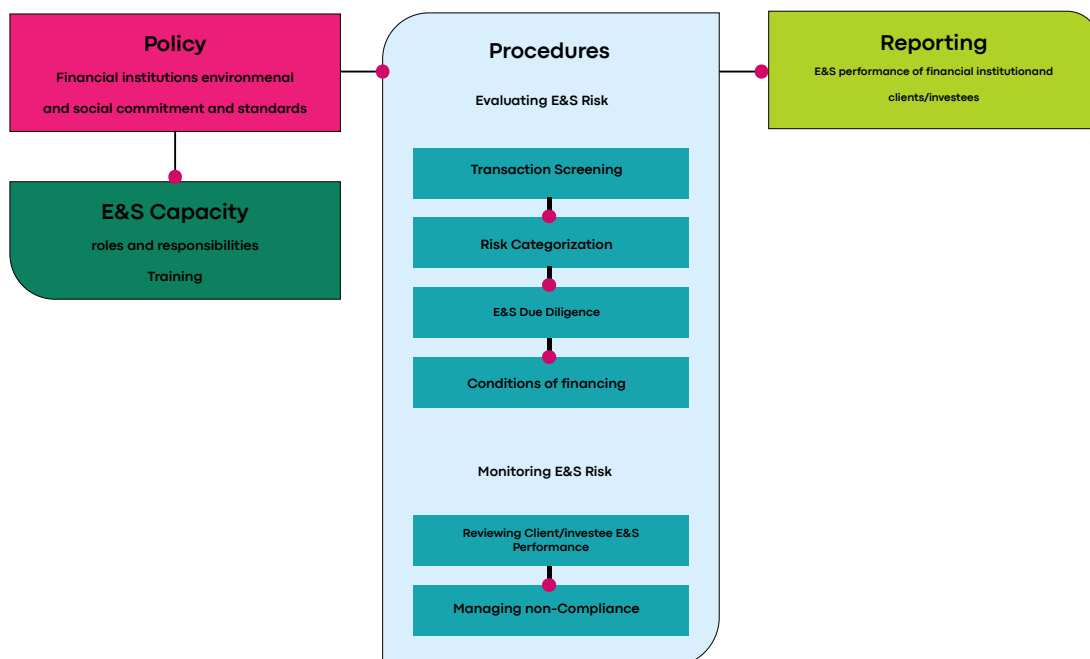 Policy
Financial institutions environmenal
and social commitment and standards
E&S Capacity
roles and responsibilities
Training
Procedures
Evaluating E&S Risk
Transaction Screening
Risk Categorization
E&S Due Diligence
Conditions of financing
Monitoring E&S Risk
Reviewing Client/investee E&S
Performance
Managing non-Compliance
Reporting
E&S performance of financial institutionand
clients/investees